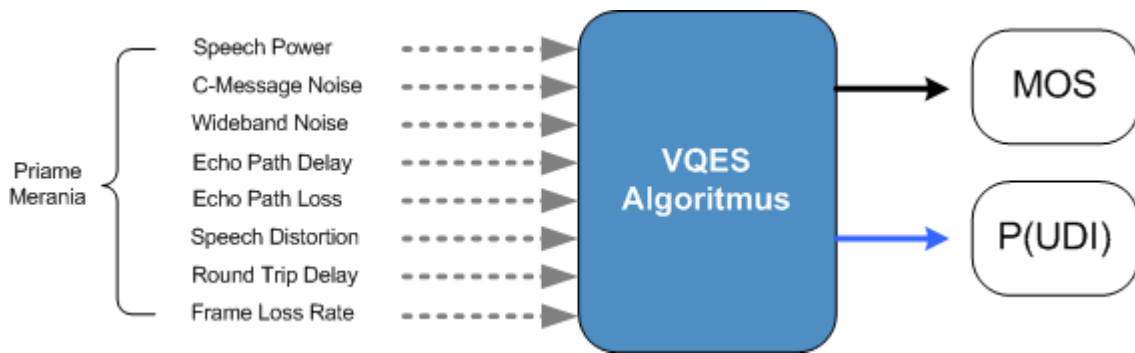 Priame
Merania
Speech Power
C-Message Noise
Wideband Noise
Echo Path Delay
Echo Path Loss
Speech Distortion
Round Trip Delay
Frame Loss Rate
VQES
Algoritmus
MOS
P(UDI)